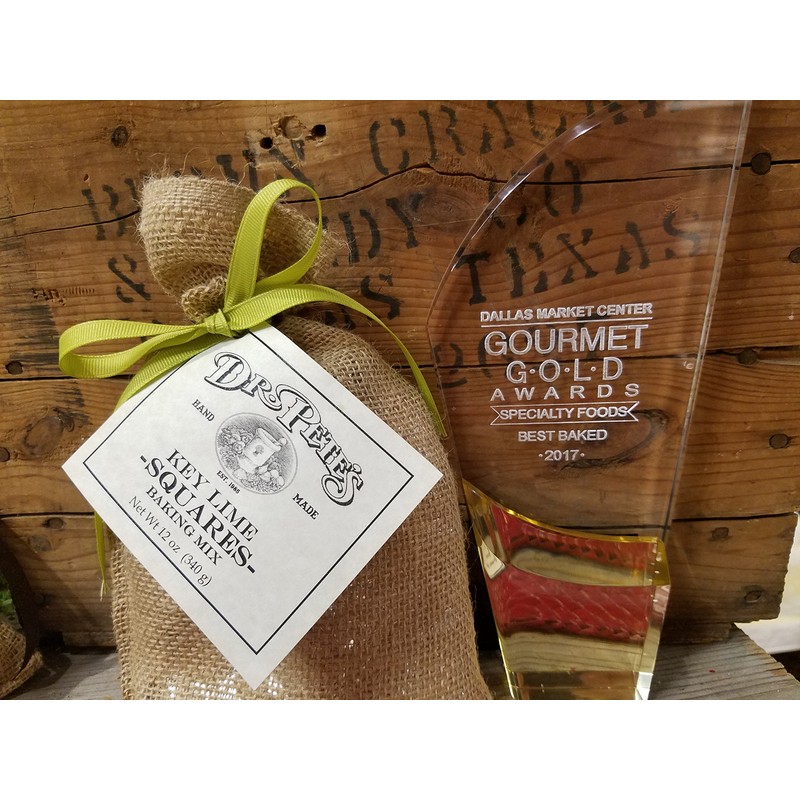 DR. PETE'S
HAND MADE
EST. 1985
KEY LIME
-SQUARES-
BAKING MIX
Net Wt 12 oz (340 g)
DALLAS MARKET CENTER
GOURMET
G·O·L·D
AWARDS
SPECIALTY FOODS
BEST BAKED
·2017·
&
TEXAS